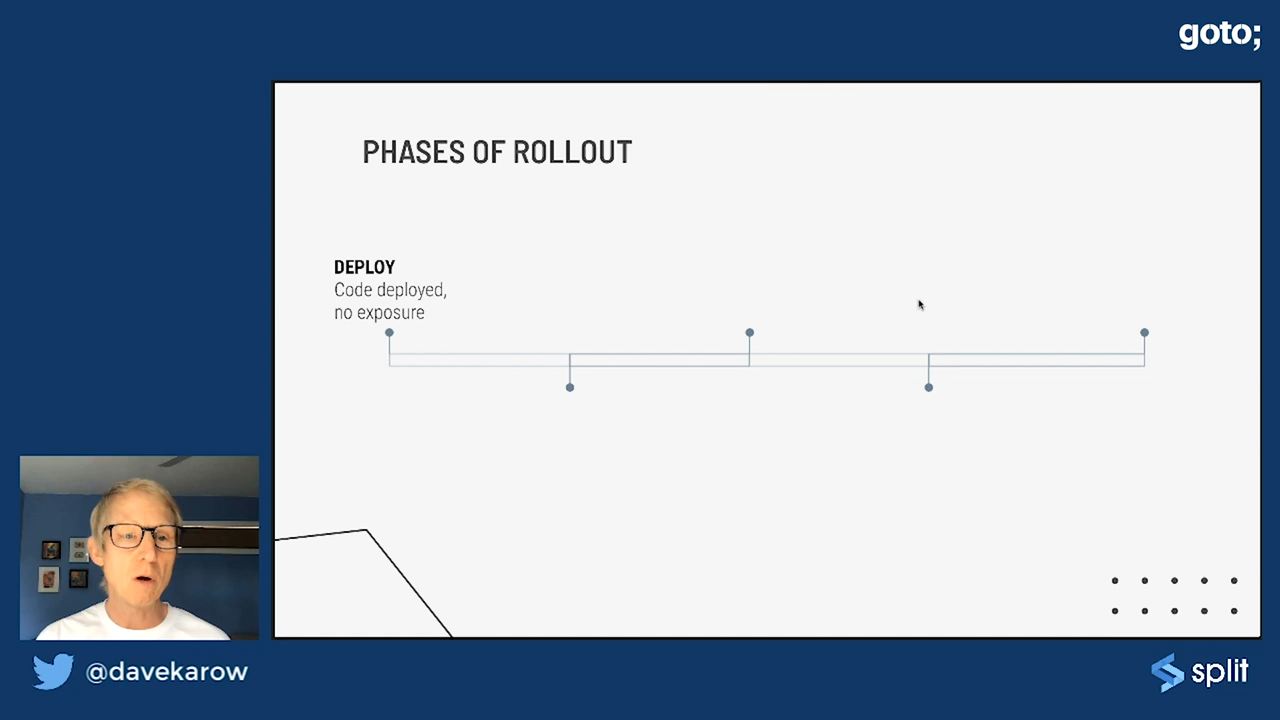 goto;
PHASES OF ROLLOUT
DEPLOY
Code deployed,
no exposure
@davekarow
split